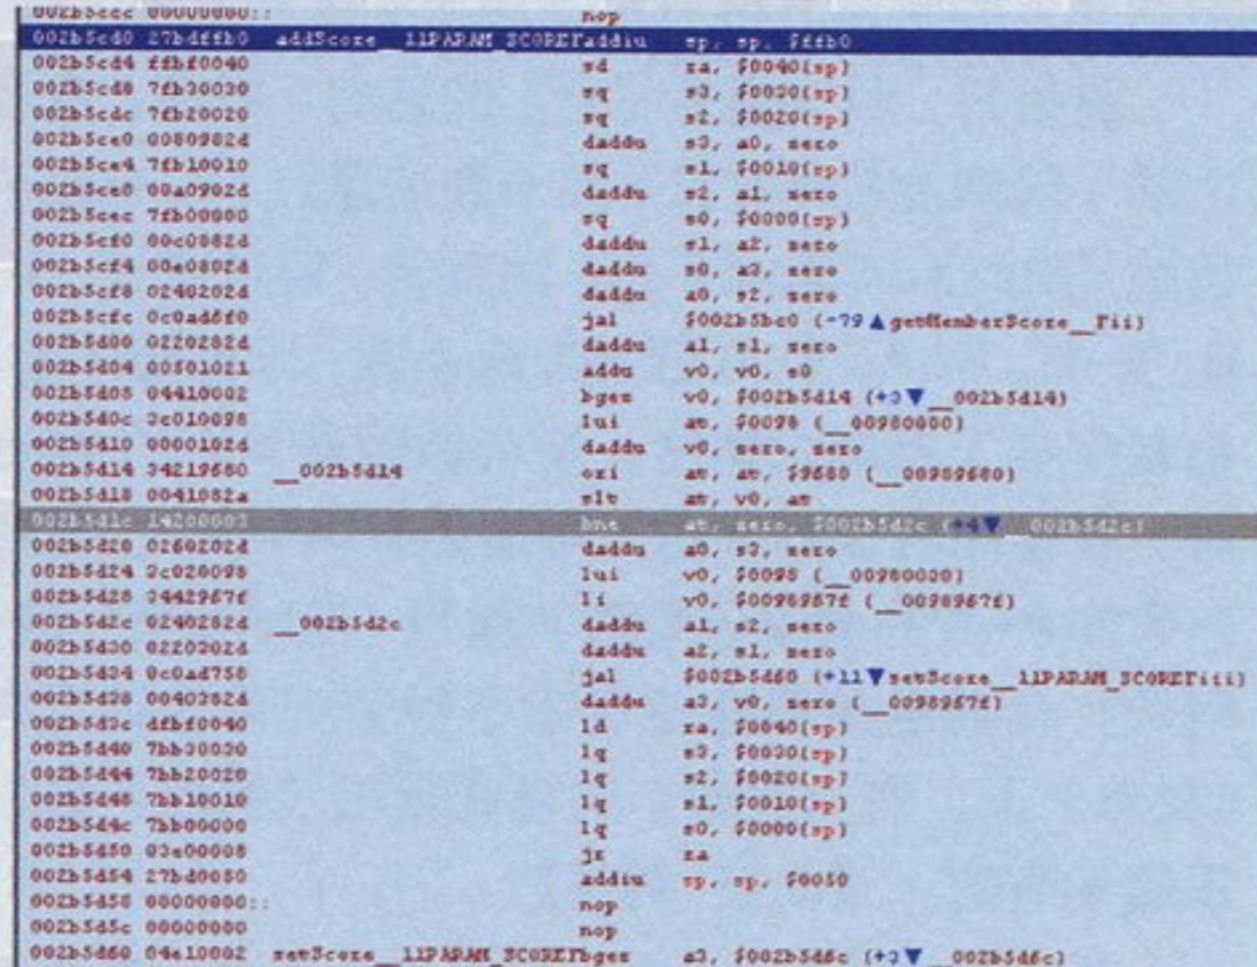 002b5ccc 00000000:: nop
002b5cd0 27bdffb0 addScore__11PARAM_SCOREFaddiu sp, sp, $ffb0
002b5cd4 ffbf0040 sd ra, $0040(sp)
002b5cd8 7fb30030 sq s3, $0030(sp)
002b5cdc 7fb20020 sq s2, $0020(sp)
002b5ce0 0080982d daddu s3, a0, zero
002b5ce4 7fb10010 sq s1, $0010(sp)
002b5ce8 00a0902d daddu s2, a1, zero
002b5cec 7fb00000 sq s0, $0000(sp)
002b5cf0 00c0882d daddu s1, a2, zero
002b5cf4 00e0802d daddu s0, a3, zero
002b5cf8 0240202d daddu a0, s2, zero
002b5cfc 0c0ad6f0 jal $002b5bc0 (-79▲getMemberScore__Fii)
002b5d00 0220282d daddu a1, s1, zero
002b5d04 00501021 addu v0, v0, s0
002b5d08 04410002 bgez v0, $002b5d14 (+3▼__002b5d14)
002b5d0c 3c010098 lui at, $0098 (__00980000)
002b5d10 0000102d daddu v0, zero, zero
002b5d14 34219680 __002b5d14 ori at, at, $9680 (__00989680)
002b5d18 0041082a slt at, v0, at
002b5d1c 14200003 bne at, zero, $002b5d2c (+4▼__002b5d2c)
002b5d20 0260202d daddu a0, s3, zero
002b5d24 3c020098 lui v0, $0098 (__00980000)
002b5d28 3442967f li v0, $0098967f (__0098967f)
002b5d2c 0240282d __002b5d2c daddu a1, s2, zero
002b5d30 0220302d daddu a2, s1, zero
002b5d34 0c0ad758 jal $002b5d60 (+11▼setScore__11PARAM_SCOREFiii)
002b5d38 0040382d daddu a3, v0, zero (__0098967f)
002b5d3c dfbf0040 ld ra, $0040(sp)
002b5d40 7bb30030 lq s3, $0030(sp)
002b5d44 7bb20020 lq s2, $0020(sp)
002b5d48 7bb10010 lq s1, $0010(sp)
002b5d4c 7bb00000 lq s0, $0000(sp)
002b5d50 03e00008 jr ra
002b5d54 27bd0050 addiu sp, sp, $0050
002b5d58 00000000:: nop
002b5d5c 00000000 nop
002b5d60 04e10002 setScore__11PARAM_SCOREFbgez a3, $002b5d6c (+3▼__002b5d6c)